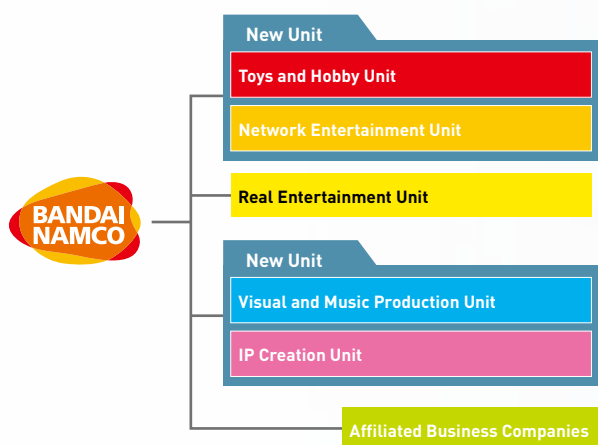 New Unit
Toys and Hobby Unit
Network Entertainment Unit
BANDAI
NAMCO
Real Entertainment Unit
New Unit
Visual and Music Production Unit
IP Creation Unit
Affiliated Business Companies